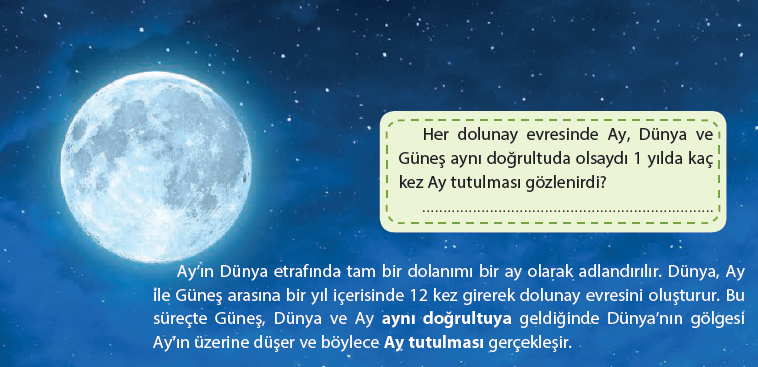 Her dolunay evresinde Ay, Dünya ve
Güneş aynı doğrultuda olsaydı 1 yılda kaç
kez Ay tutulması gözlenirdi?
......................................................................
Ay'ın Dünya etrafında tam bir dolanımı bir ay olarak adlandırılır. Dünya, Ay
ile Güneş arasına bir yıl içerisinde 12 kez girerek dolunay evresini oluşturur. Bu
süreçte Güneş, Dünya ve Ay aynı doğrultuya geldiğinde Dünya'nın gölgesi
Ay'ın üzerine düşer ve böylece Ay tutulması gerçekleşir.